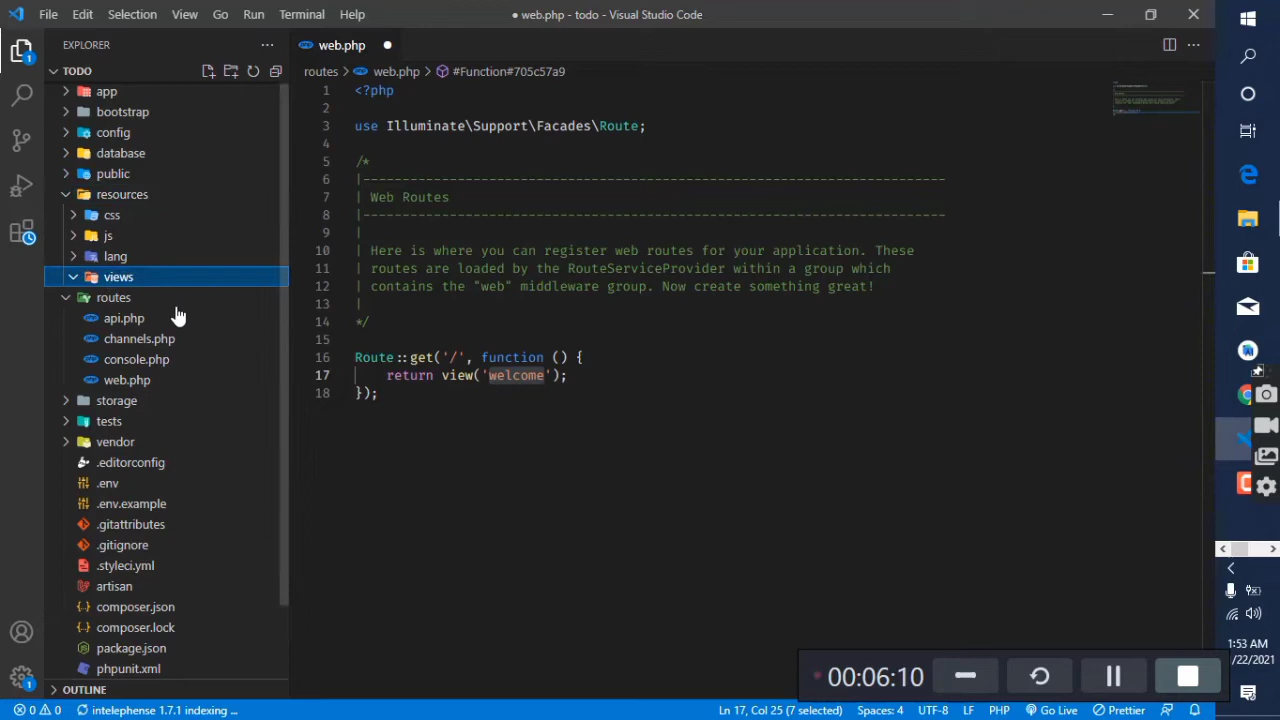 File Edit Selection View Go Run Terminal Help
● web.php - todo - Visual Studio Code
EXPLORER
web.php
TODO
routes > web.php > #Function#705c57a9
app
bootstrap
config
database
public
resources
css
js
lang
views
routes
api.php
channels.php
console.php
web.php
storage
tests
vendor
.editorconfig
.env
.env.example
.gitattributes
.gitignore
.styleci.yml
artisan
composer.json
composer.lock
package.json
phpunit.xml
OUTLINE
1 <?php
2
3 use Illuminate\Support\Facades\Route;
4
5 /*
6 |--------------------------------------------------------------------------
7 | Web Routes
8 |--------------------------------------------------------------------------
9 |
10 | Here is where you can register web routes for your application. These
11 | routes are loaded by the RouteServiceProvider within a group which
12 | contains the "web" middleware group. Now create something great!
13 |
14 */
15
16 Route::get('/', function () {
17 return view('welcome');
18 });
00:06:10
1:53 AM
/22/2021
0 0 intelephense 1.7.1 indexing ...
Ln 17, Col 25 (7 selected) Spaces: 4 UTF-8 LF PHP Go Live Prettier
1
1